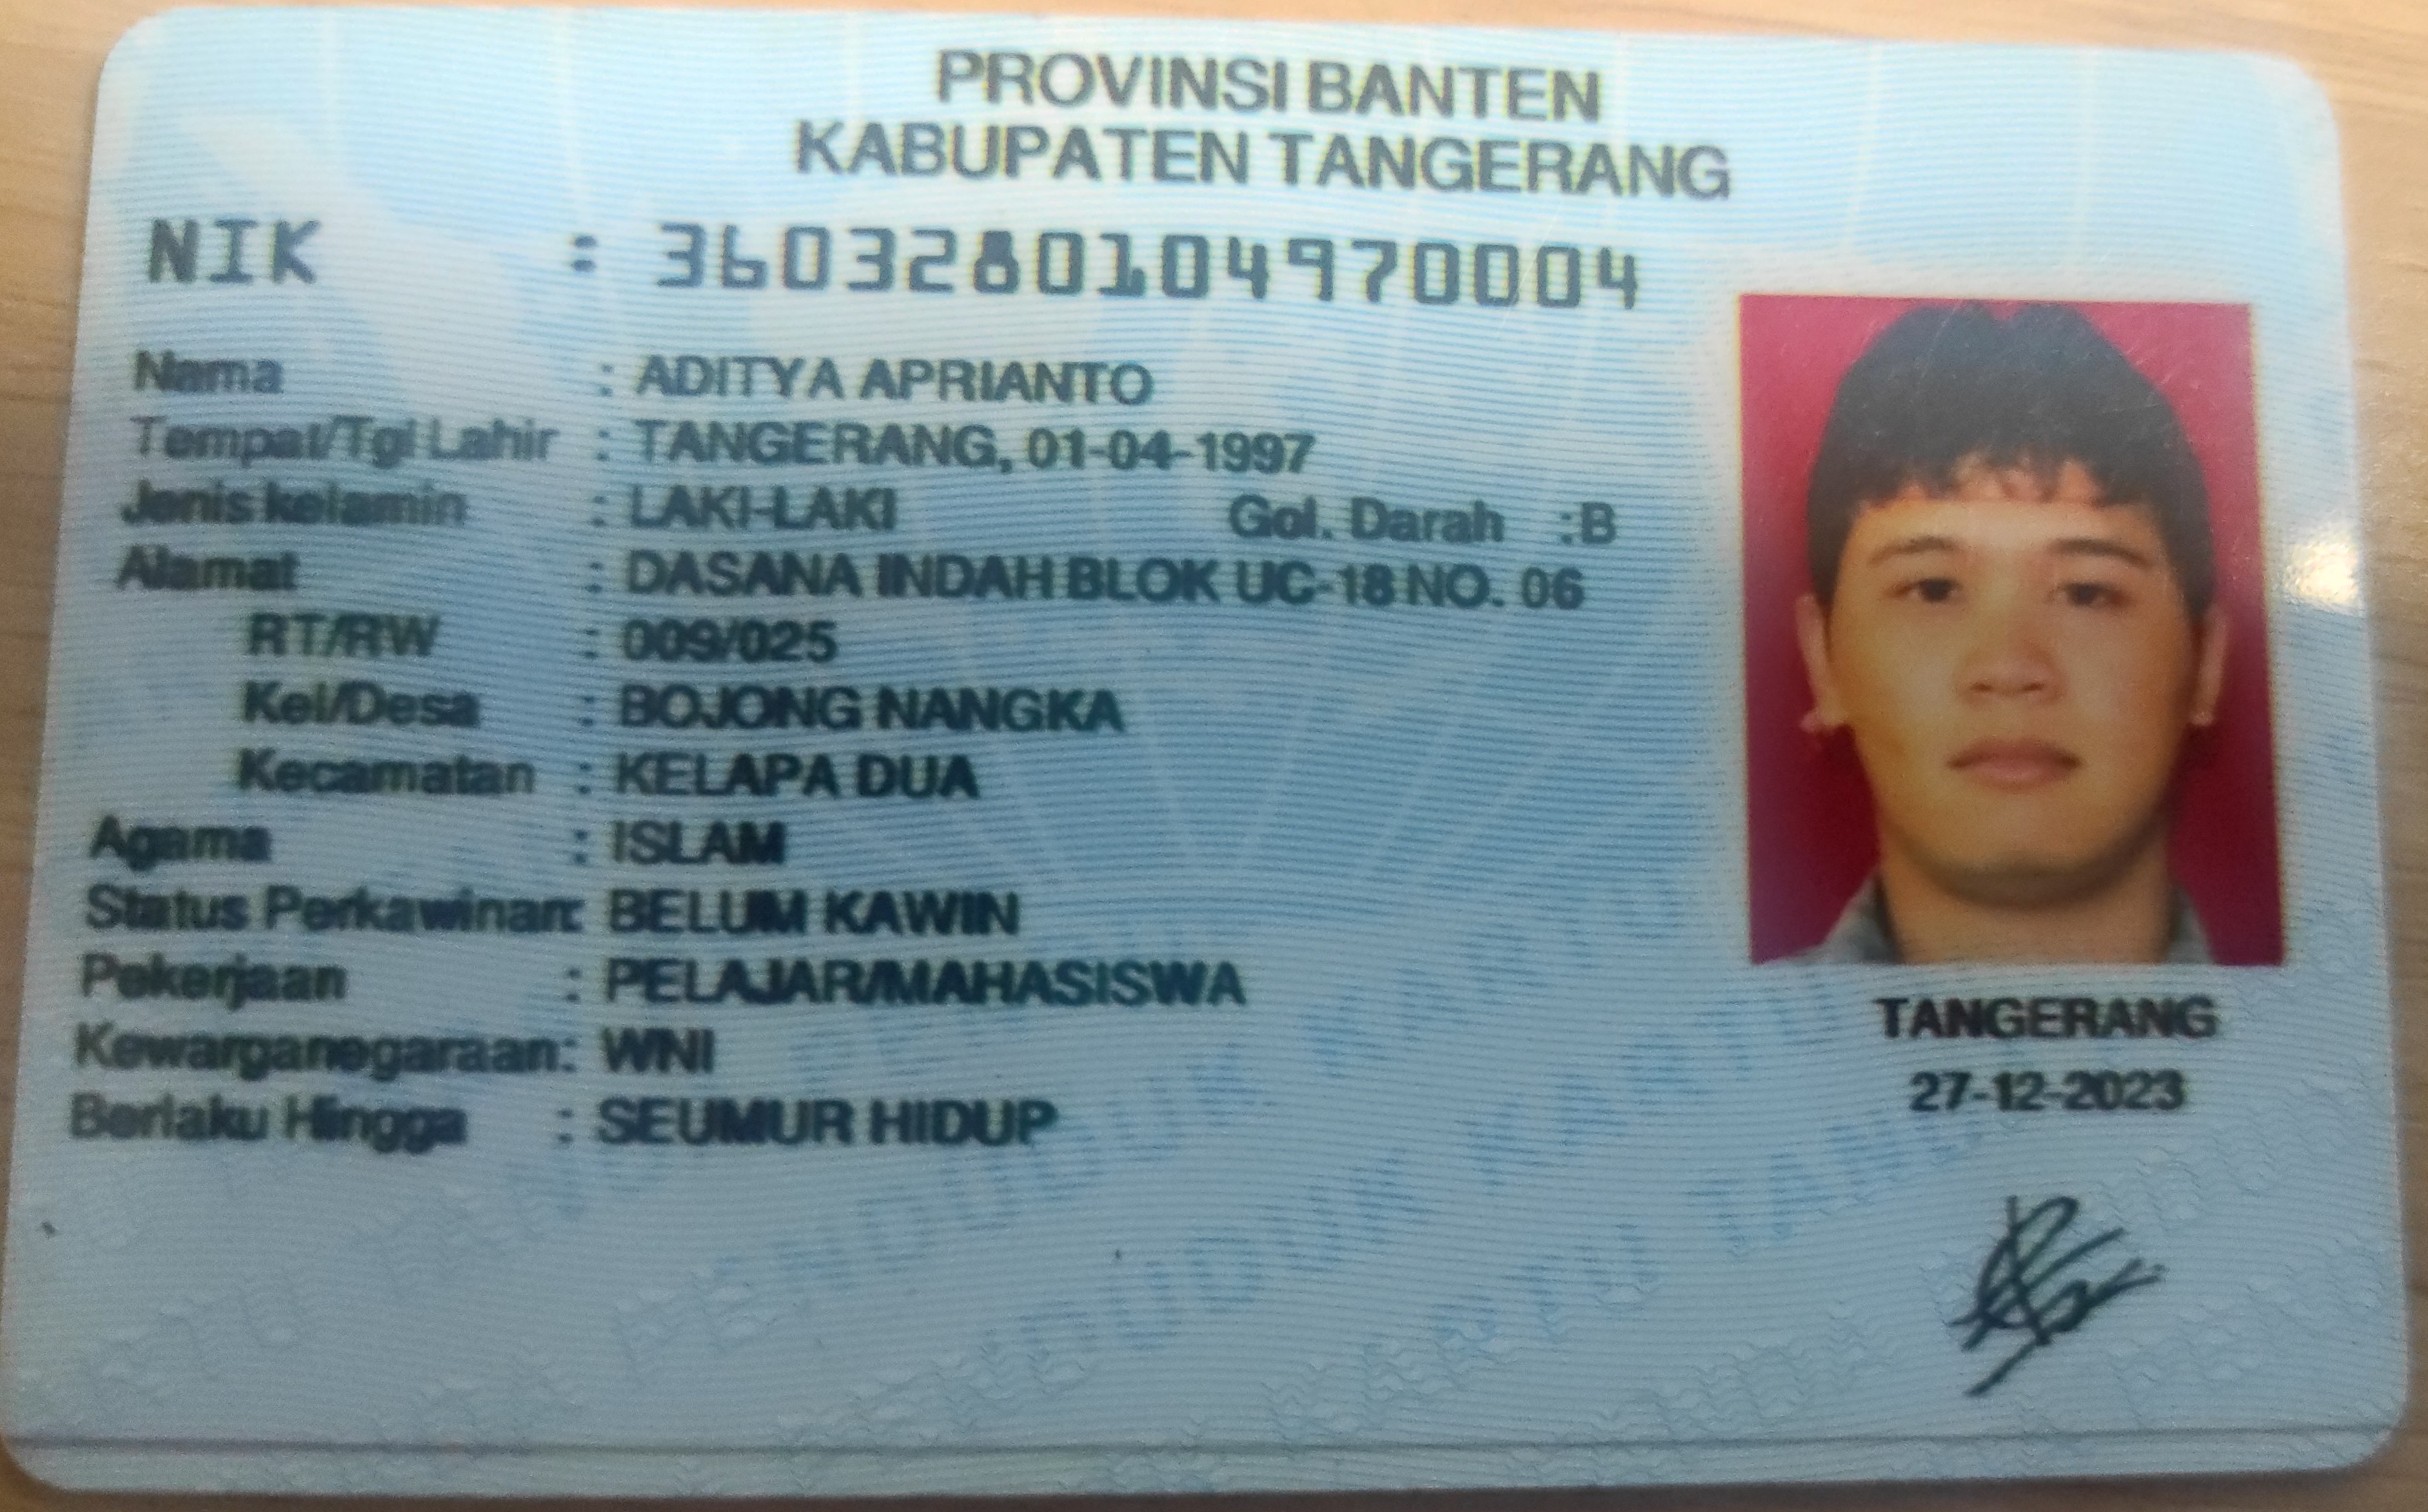 PROVINSI BANTEN
KABUPATEN TANGERANG
NIK : 3603280104970004
Nama : ADITYA APRIANTO
Tempat/Tgl Lahir : TANGERANG, 01-04-1997
Jenis kelamin : LAKI-LAKI Gol. Darah :B
Alamat : DASANA INDAH BLOK UC-18 NO. 06
RT/RW : 009/025
Kel/Desa : BOJONG NANGKA
Kecamatan : KELAPA DUA
Agama : ISLAM
Status Perkawinan: BELUM KAWIN
Pekerjaan : PELAJAR/MAHASISWA
Kewarganegaraan: WNI
Berlaku Hingga : SEUMUR HIDUP
TANGERANG
27-12-2023